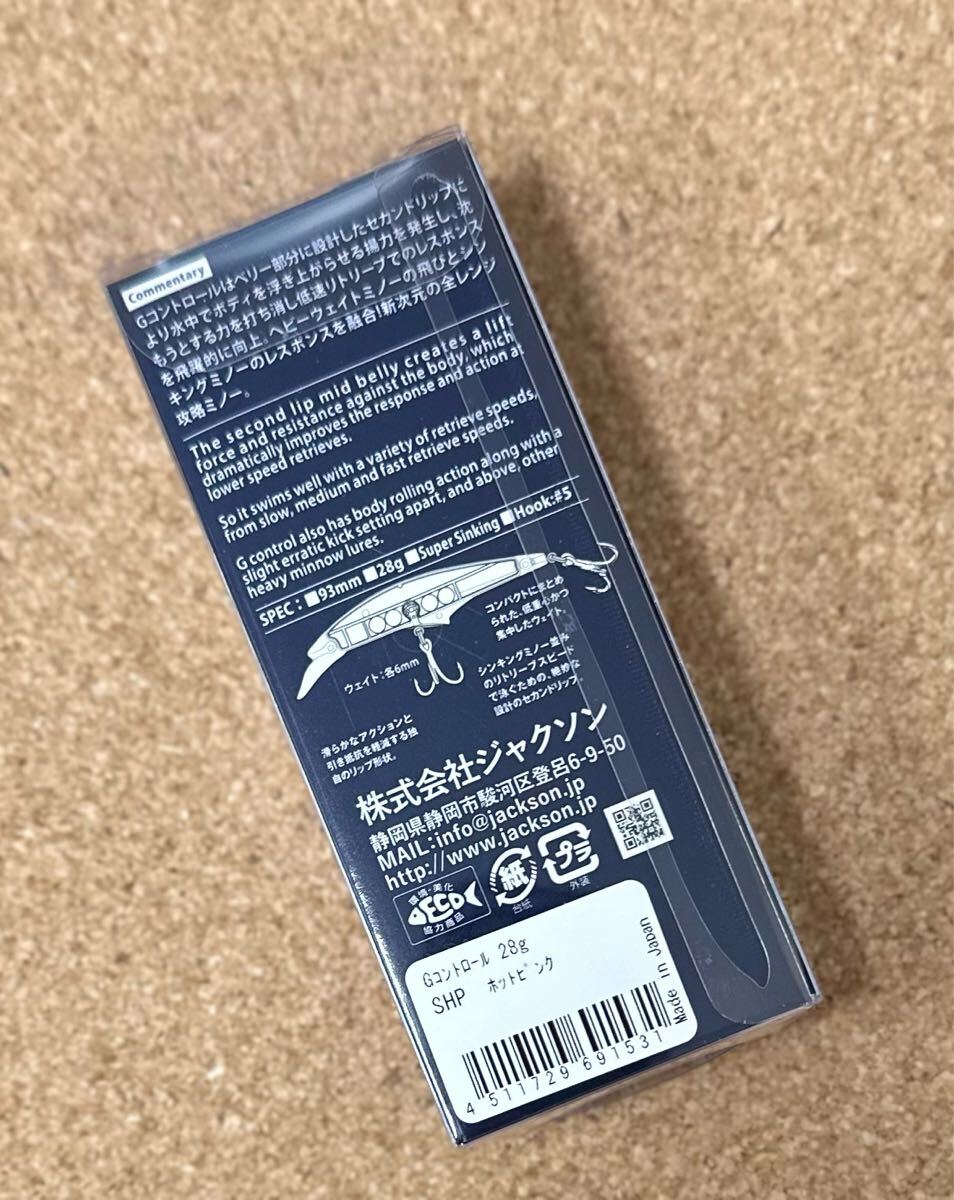 Commentary
Gコントロールはベリー部分に設計したセカンドリップに
より水中でボディを浮き上がらせる揚力を発生し、沈
もうとする力を打ち消し低速リトリーブでのレスポンス
を飛躍的に向上。ヘビーウェイトミノーの飛びとシン
キングミノーのレスポンスを融合!新次元の全レンジ
攻略ミノー。
The second lip mid belly creates a lift
force and resistance against the body, which
dramatically improves the response and action at
lower speed retrieves.
So it swims well with a variety of retrieve speeds,
from slow, medium and fast retrieve speeds.
G control also has body rolling action along with a
slight erratic kick setting apart, and above, other
heavy minnow lures.
SPEC : ■93mm ■28g ■Super Sinking ■Hook:#5
ウェイト:各6mm
コンパクトにまとめ
られた、低重心かつ
集中したウェイト。
シンキングミノー並み
のリトリーブスピード
で泳ぐための、絶妙な
設計のセカンドリップ。
滑らかなアクションと
引き抵抗を軽減する独
自のリップ形状。
株式会社ジャクソン
静岡県静岡市駿河区登呂6-9-50
MAIL:info@jackson.jp
http://www.jackson.jp
環境・美化
ECO
協力商品
紙
台紙
プラ
外装
Gコントロール 28g
SHP ホットピンク
4 511729 691531
Made in Japan